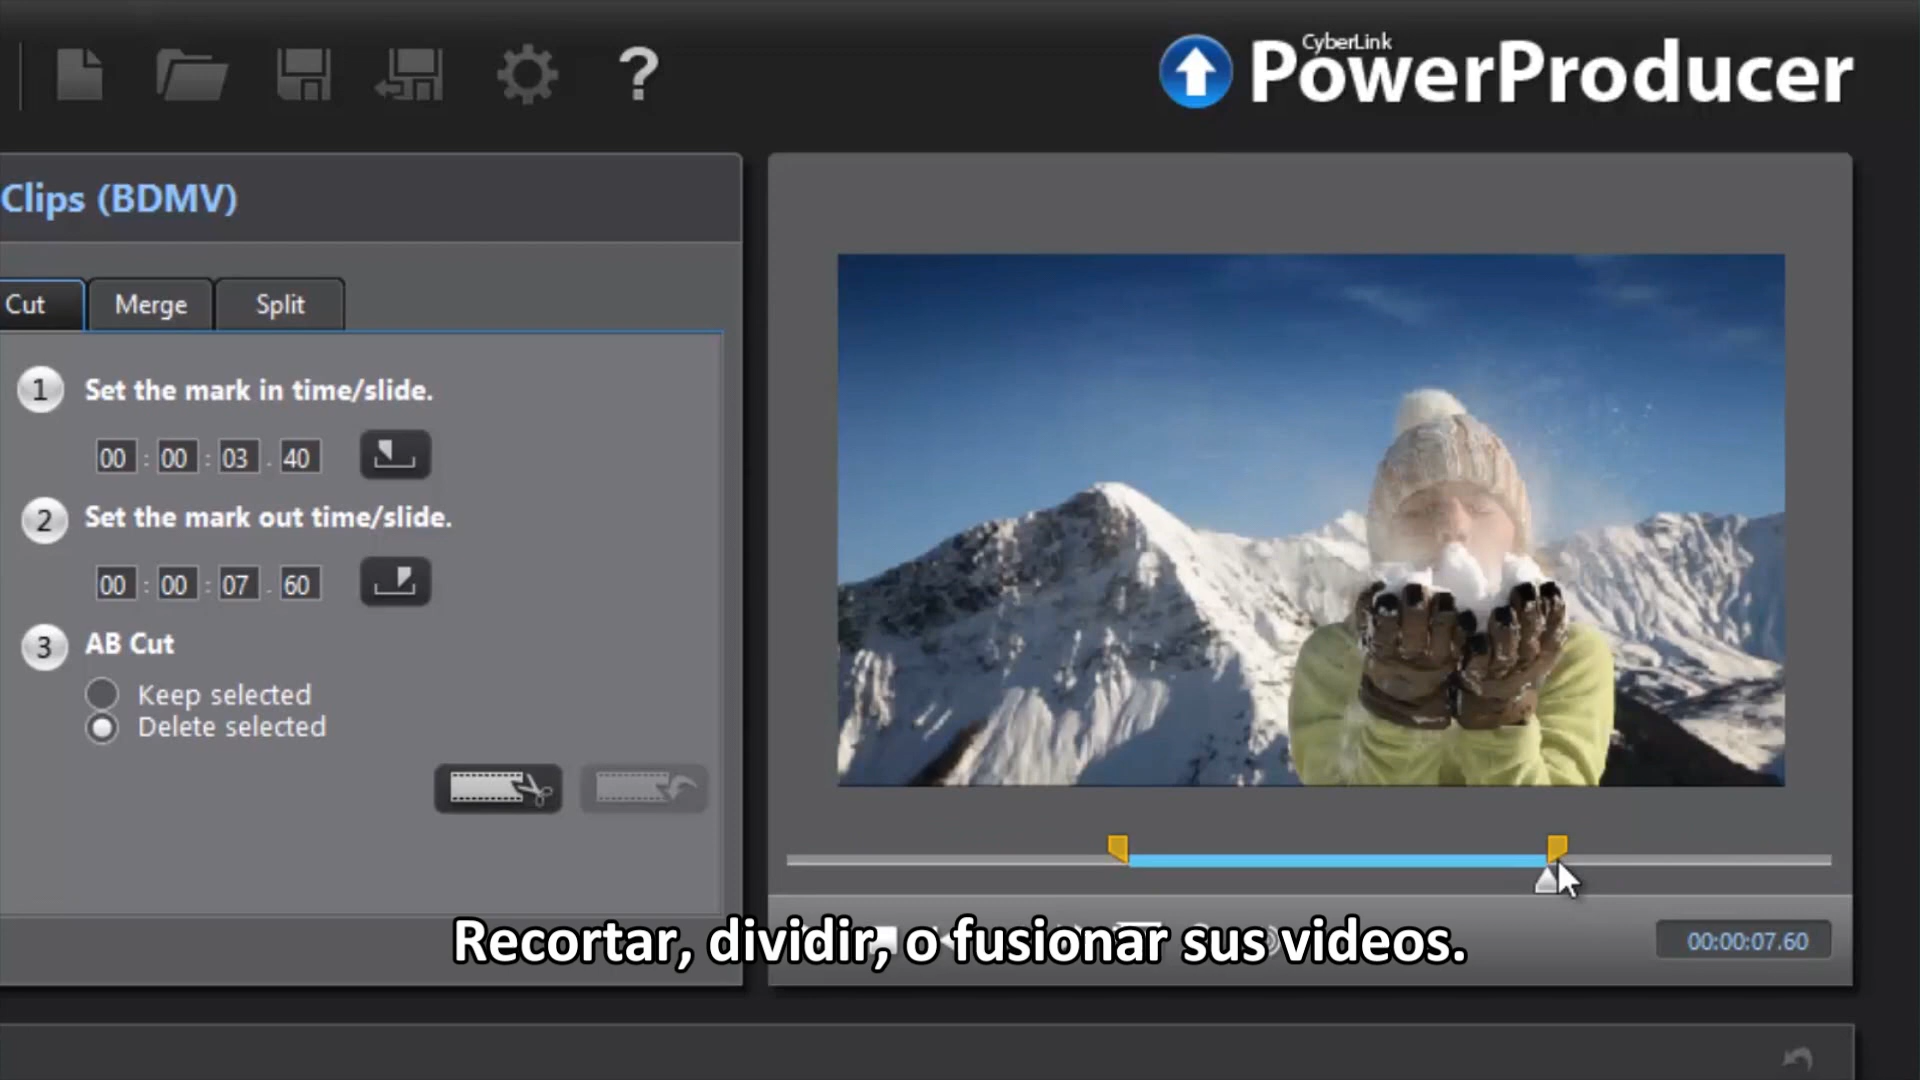 ?
CyberLink
PowerProducer
Clips (BDMV)
Cut Merge Split
1 Set the mark in time/slide.
00 : 00 : 03 . 40
2 Set the mark out time/slide.
00 : 00 : 07 . 60
3 AB Cut
Keep selected
Delete selected
Recortar, dividir, o fusionar sus videos.
00:00:07.60